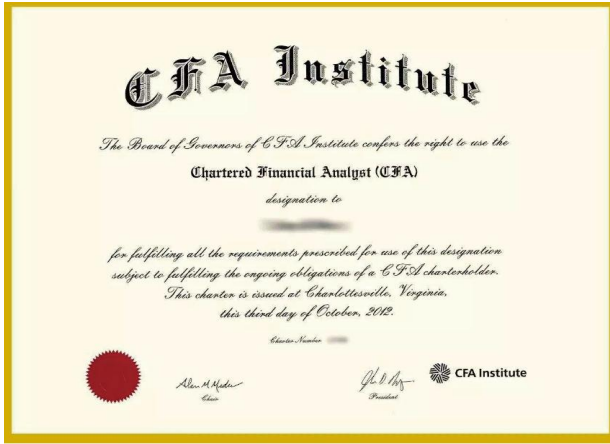 CFA Institute
The Board of Governors of CFA Institute confers the right to use the
Chartered Financial Analyst (CFA)
designation to
for fulfilling all the requirements prescribed for use of this designation
subject to fulfilling the ongoing obligations of a CFA charterholder.
This charter is issued at Charlottesville, Virginia,
this third day of October, 2012.
Charter Number
Alan M Meder
Chair
President
CFA Institute